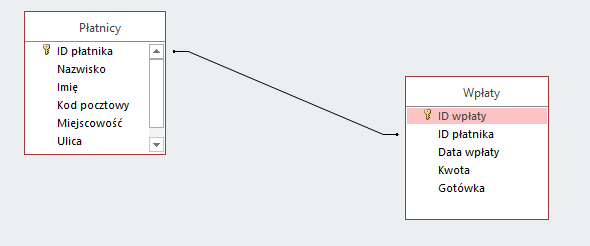 Płatnicy
ID płatnika
Nazwisko
Imię
Kod pocztowy
Miejscowość
Ulica
Wpłaty
ID wpłaty
ID płatnika
Data wpłaty
Kwota
Gotówka